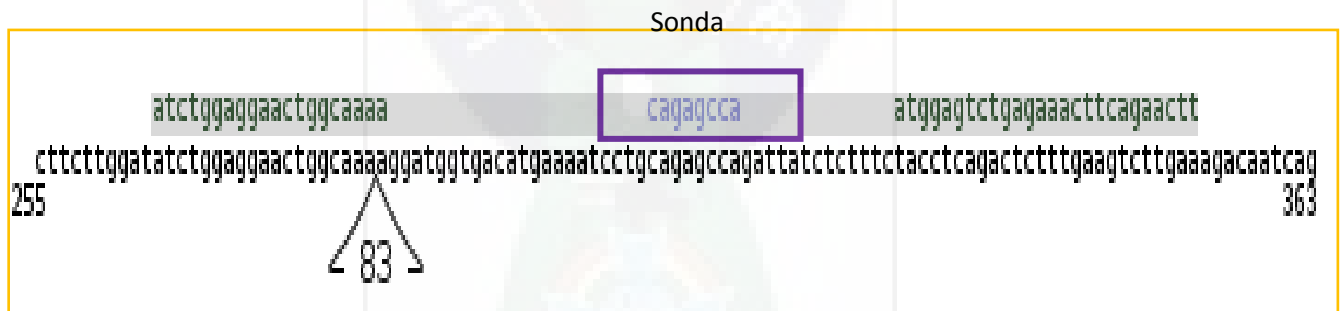 Sonda
atctggaggaactggcaaaa cagagcca atggagtctgagaaacttcagaactt
cttcttggatatctggaggaactggcaaaaggatggtgacatgaaaatcctgcagagccagattatctctttctacctcagactctttgaagtcttgaaagacaatcag
255 363
83